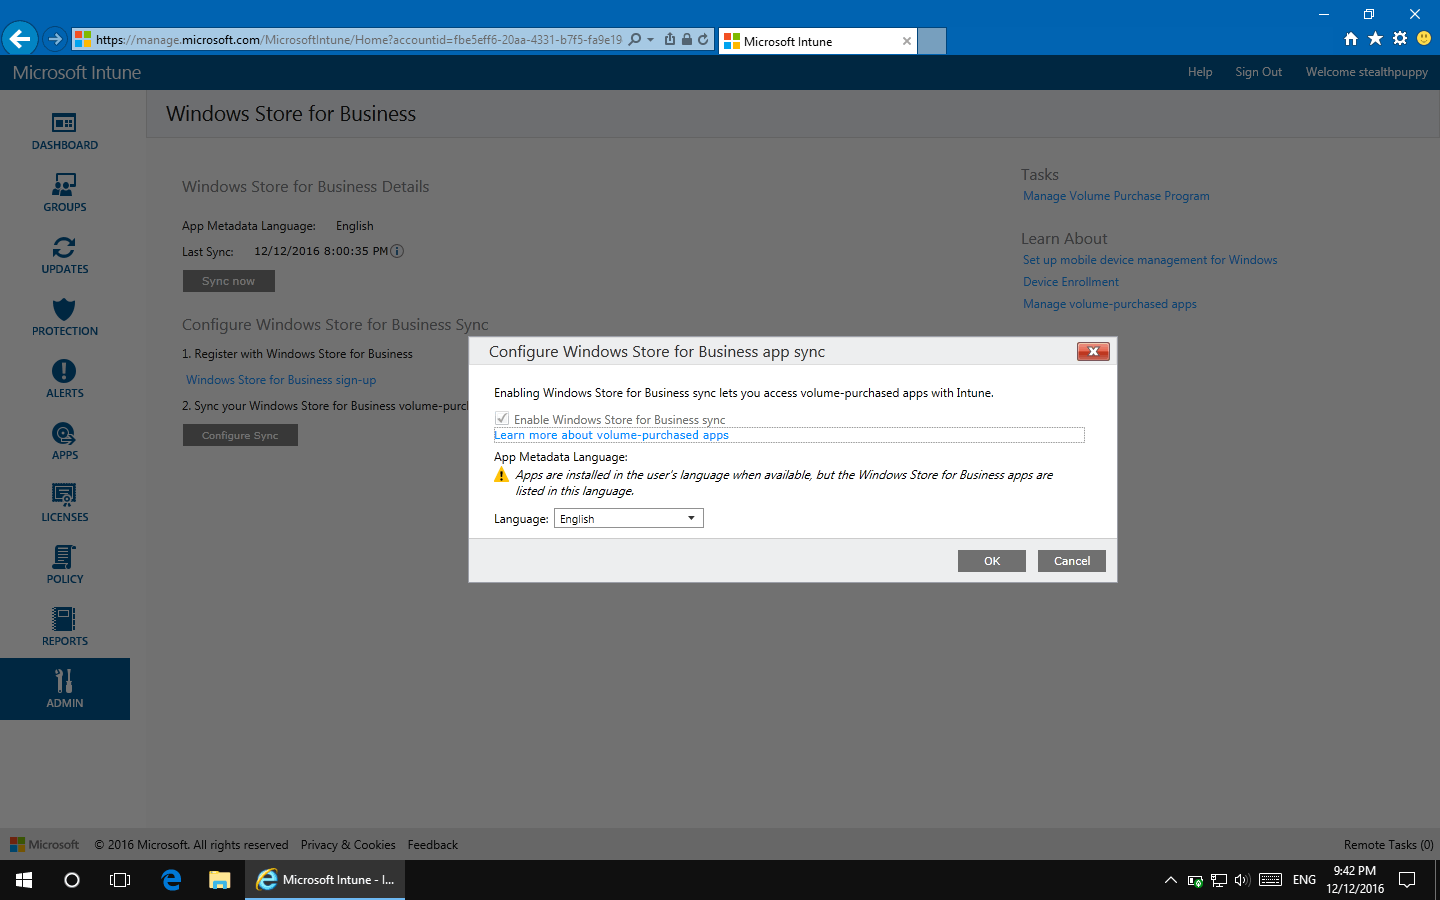 https://manage.microsoft.com/MicrosoftIntune/Home?accountid=fbe5eff6-20aa-4331-b7f5-fa9e19
Microsoft Intune
Microsoft Intune
Help
Sign Out
Welcome stealthpuppy
DASHBOARD
GROUPS
UPDATES
PROTECTION
ALERTS
APPS
LICENSES
POLICY
REPORTS
ADMIN
Windows Store for Business
Windows Store for Business Details
App Metadata Language: English
Last Sync: 12/12/2016 8:00:35 PM
Sync now
Configure Windows Store for Business Sync
1. Register with Windows Store for Business
Windows Store for Business sign-up
2. Sync your Windows Store for Business volume-purc
Configure Sync
Tasks
Manage Volume Purchase Program
Learn About
Set up mobile device management for Windows
Device Enrollment
Manage volume-purchased apps
Configure Windows Store for Business app sync
Enabling Windows Store for Business sync lets you access volume-purchased apps with Intune.
Enable Windows Store for Business sync
Learn more about volume-purchased apps
App Metadata Language:
Apps are installed in the user's language when available, but the Windows Store for Business apps are
listed in this language.
Language: English
OK
Cancel
Microsoft © 2016 Microsoft. All rights reserved Privacy & Cookies Feedback
Remote Tasks (0)
Microsoft Intune - I...
ENG
9:42 PM
12/12/2016